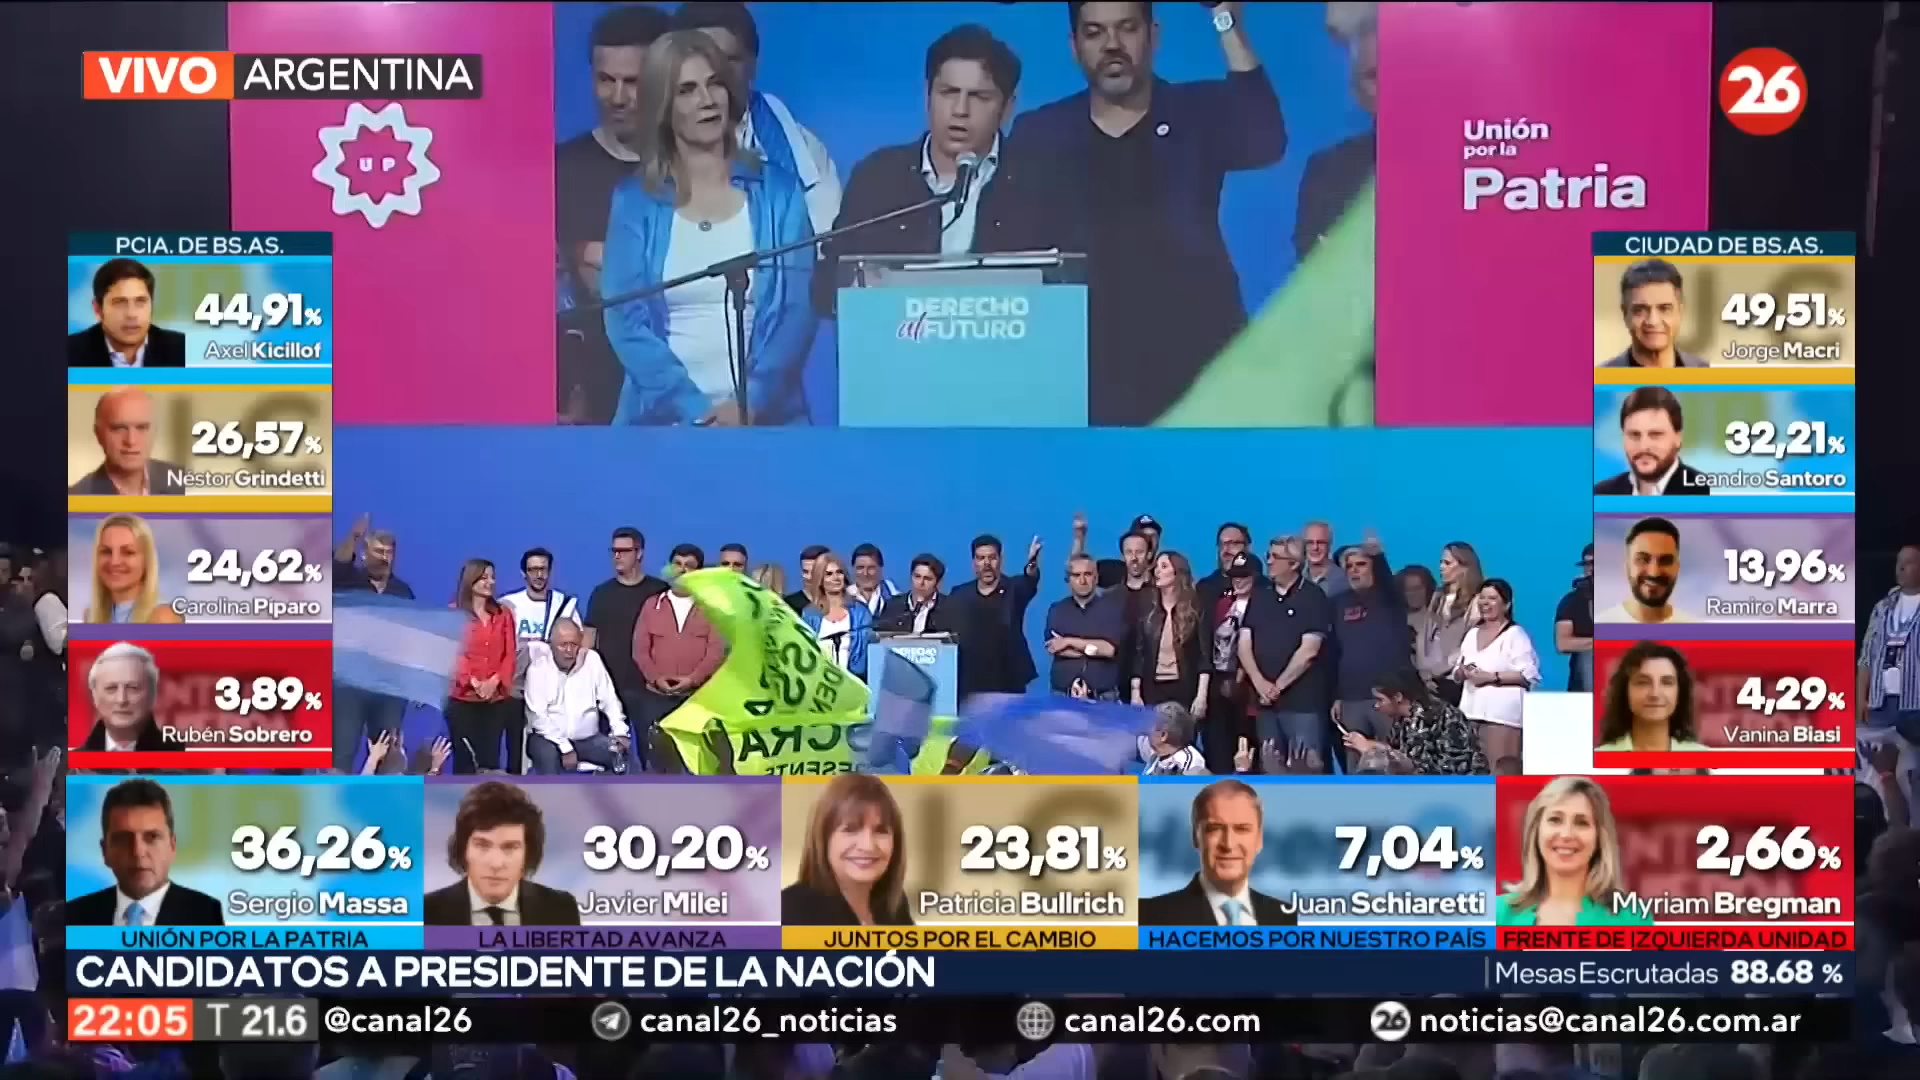 VIVO ARGENTINA
26
UP
Unión
por la
Patria
DERECHO
al FUTURO
PCIA. DE BS.AS.
44,91%
Axel Kicillof
26,57%
Néstor Grindetti
24,62%
Carolina Píparo
3,89%
Rubén Sobrero
CIUDAD DE BS.AS.
49,51%
Jorge Macri
32,21%
Leandro Santoro
13,96%
Ramiro Marra
4,29%
Vanina Biasi
DERECHO
FUTURO
36,26%
Sergio Massa
UNIÓN POR LA PATRIA
30,20%
Javier Milei
LA LIBERTAD AVANZA
23,81%
Patricia Bullrich
JUNTOS POR EL CAMBIO
7,04%
Juan Schiaretti
HACEMOS POR NUESTRO PAÍS
2,66%
Myriam Bregman
FRENTE DE IZQUIERDA UNIDAD
CANDIDATOS A PRESIDENTE DE LA NACIÓN
Mesas Escrutadas 88.68 %
22:05 T 21.6 @canal26 canal26_noticias canal26.com 26 noticias@canal26.com.ar